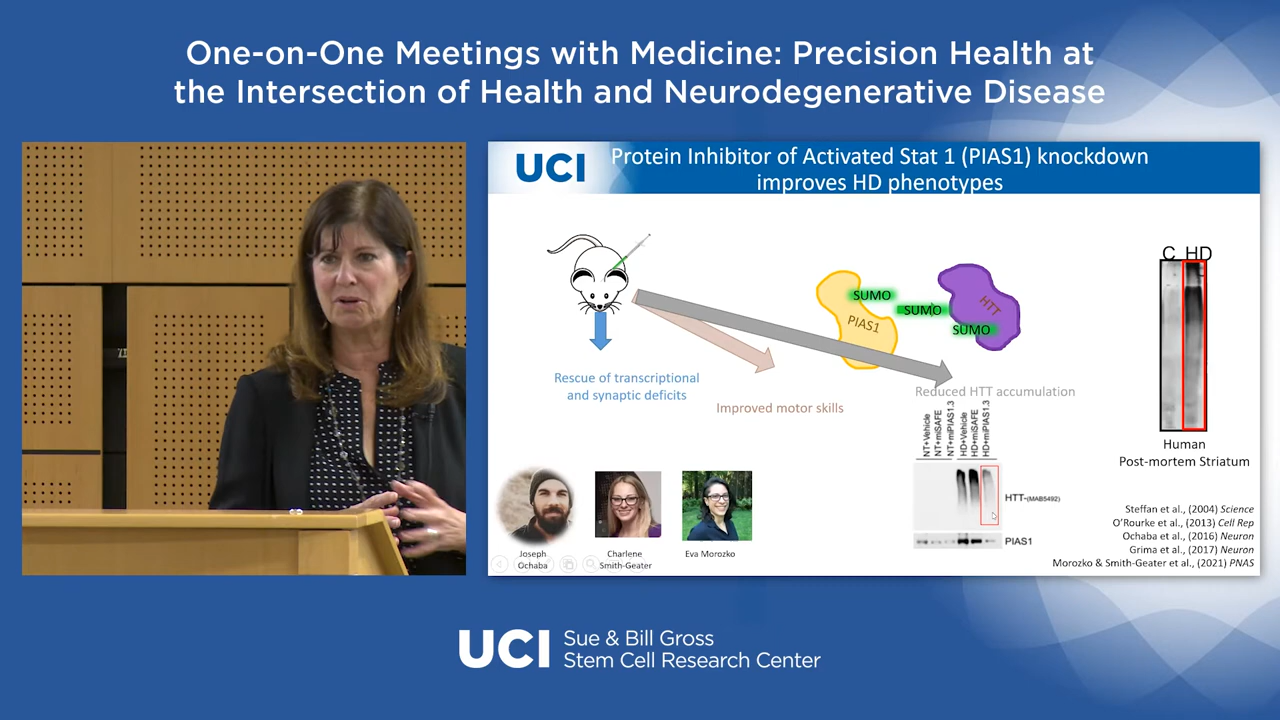 One-on-One Meetings with Medicine: Precision Health at
the Intersection of Health and Neurodegenerative Disease
UCI
Protein Inhibitor of Activated Stat 1 (PIAS1) knockdown
improves HD phenotypes
C HD
SUMO
SUMO
SUMO
PIAS1
HTT
Rescue of transcriptional
and synaptic deficits
Improved motor skills
Reduced HTT accumulation
NT+Vehicle
NT+miSAFE
NT+miPIAS1.3
HD+Vehicle
HD+miSAFE
HD+miPIAS1.3
HTT-(MAB5492)
PIAS1
Human
Post-mortem Striatum
Joseph
Ochaba
Charlene
Smith-Geater
Eva Morozko
Steffan et al., (2004) Science
O'Rourke et al., (2013) Cell Rep
Ochaba et al., (2016) Neuron
Grima et al., (2017) Neuron
Morozko & Smith-Geater et al., (2021) PNAS
UCI
Sue & Bill Gross
Stem Cell Research Center